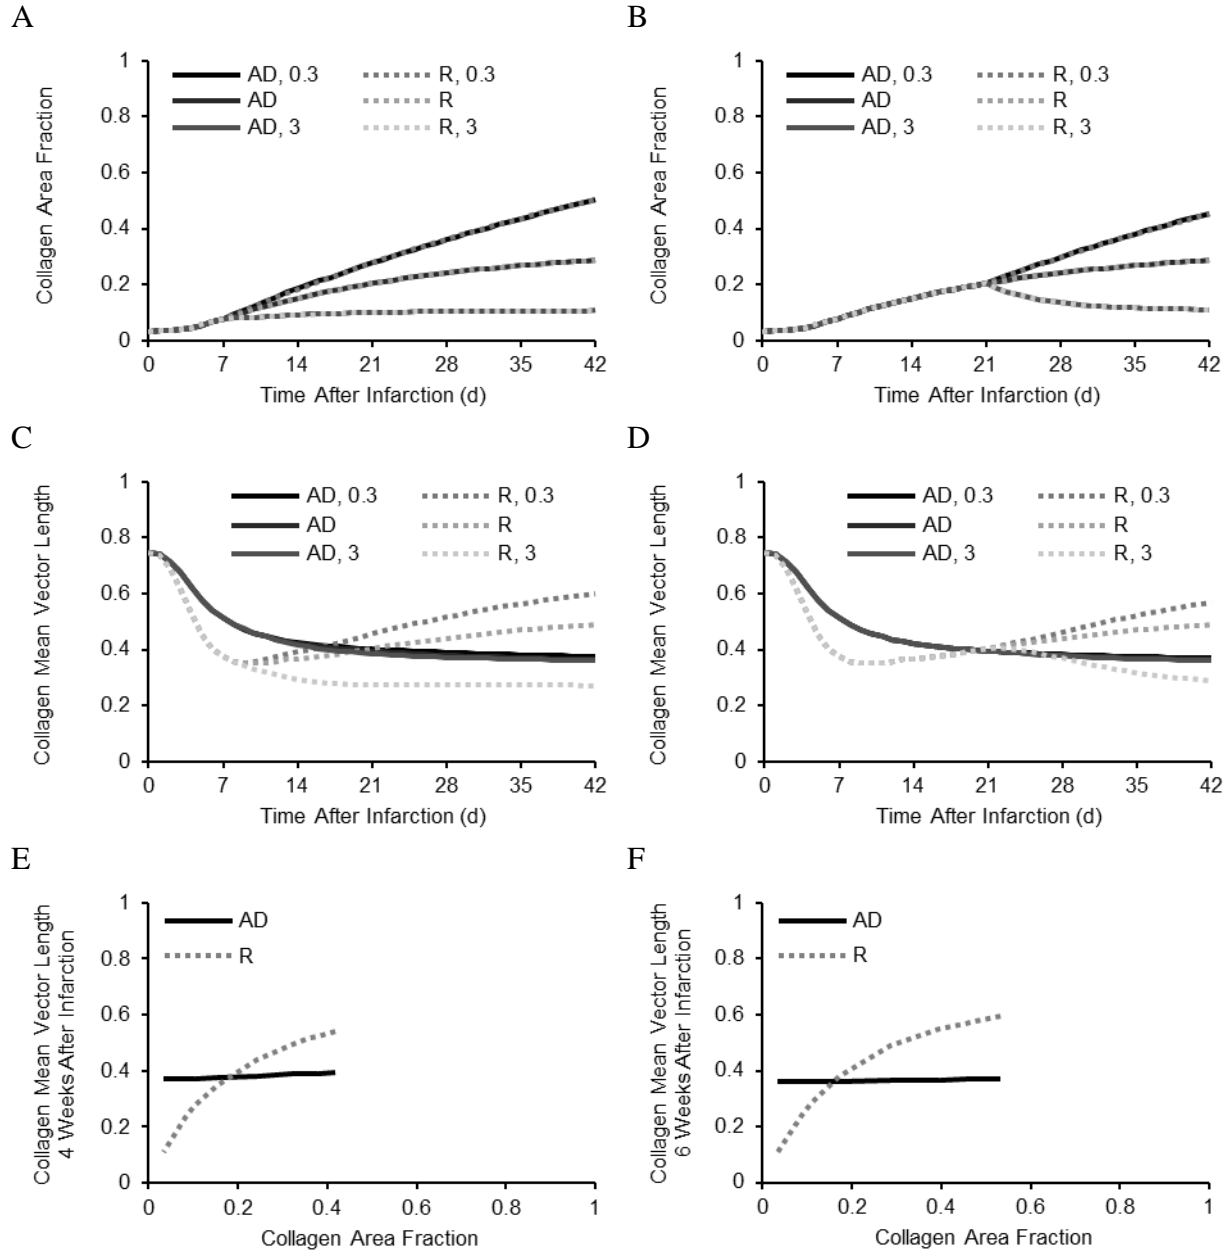 A
Collagen Area Fraction
1
0.8
0.6
0.4
0.2
0
AD, 0.3
R, 0.3
AD
R
AD, 3
R, 3
0 7 14 21 28 35 42
Time After Infarction (d)
B
Collagen Area Fraction
1
0.8
0.6
0.4
0.2
0
AD, 0.3
R, 0.3
AD
R
AD, 3
R, 3
0 7 14 21 28 35 42
Time After Infarction (d)
C
Collagen Mean Vector Length
1
0.8
0.6
0.4
0.2
0
AD, 0.3
R, 0.3
AD
R
AD, 3
R, 3
0 7 14 21 28 35 42
Time After Infarction (d)
D
Collagen Mean Vector Length
1
0.8
0.6
0.4
0.2
0
AD, 0.3
R, 0.3
AD
R
AD, 3
R, 3
0 7 14 21 28 35 42
Time After Infarction (d)
E
Collagen Mean Vector Length
4 Weeks After Infarction
1
0.8
0.6
0.4
0.2
0
AD
R
0 0.2 0.4 0.6 0.8 1
Collagen Area Fraction
F
Collagen Mean Vector Length
6 Weeks After Infarction
1
0.8
0.6
0.4
0.2
0
AD
R
0 0.2 0.4 0.6 0.8 1
Collagen Area Fraction